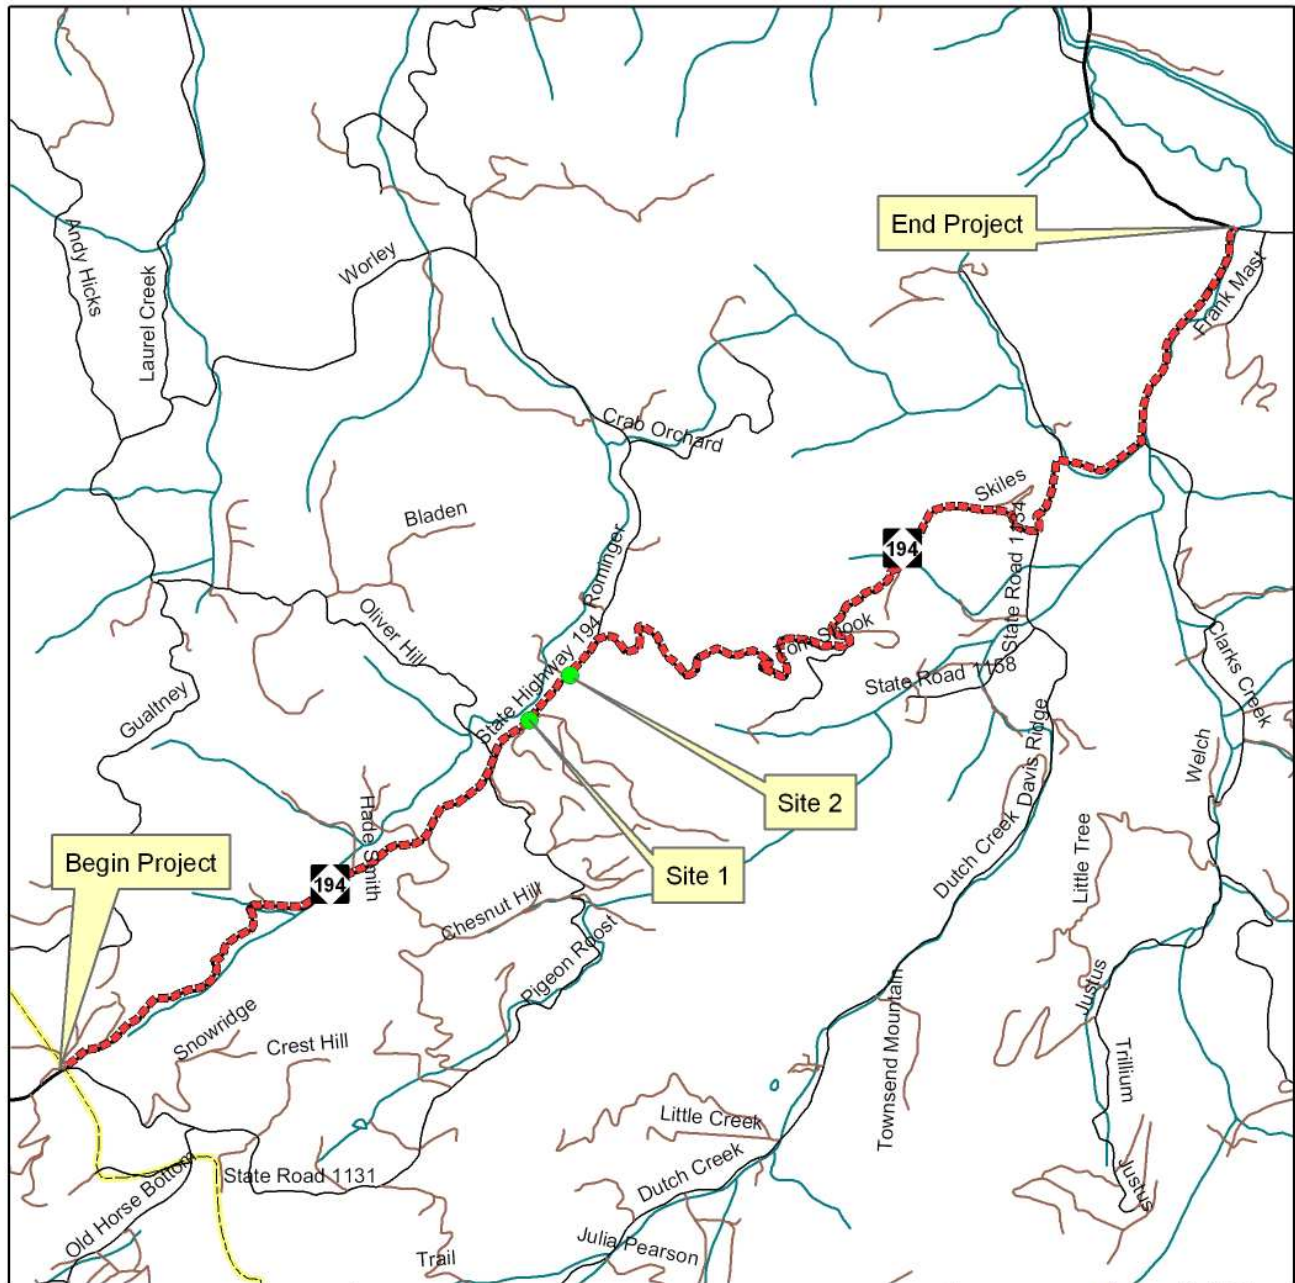 End Project
Andy Hicks
Laurel Creek
Worley
Frank Mast
Crab Orchard
Skiles
Bladen
194
State Road 1134
Rominger
Oliver Hill
Tom Shook
State Highway 194
State Road 1158
Clarks Creek
Gualtney
Welch
Davis Ridge
Site 2
Hade Smith
Little Tree
Begin Project
Site 1
Dutch Creek
194
Chesnut Hill
Pigeon Roost
Justus
Townsend Mountain
Snowridge
Crest Hill
Trillium
Little Creek
State Road 1131
Dutch Creek
Justus
Old Horse Bottom
Julia Pearson
Trail